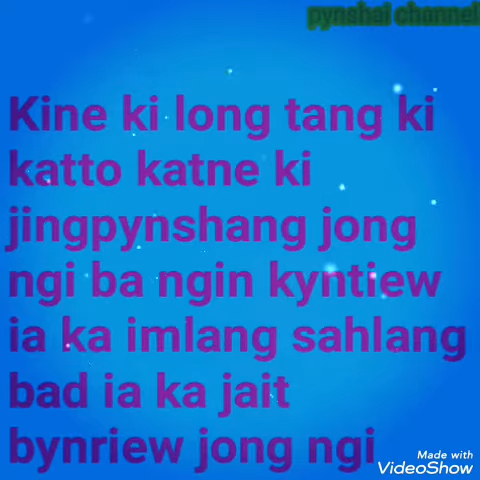 pynshai channel
Kine ki long tang ki
katto katne ki
jingpynshang jong
ngi ba ngin kyntiew
ia ka imlang sahlang
bad ia ka jait
bynriew jong ngi
Made with
VideoShow